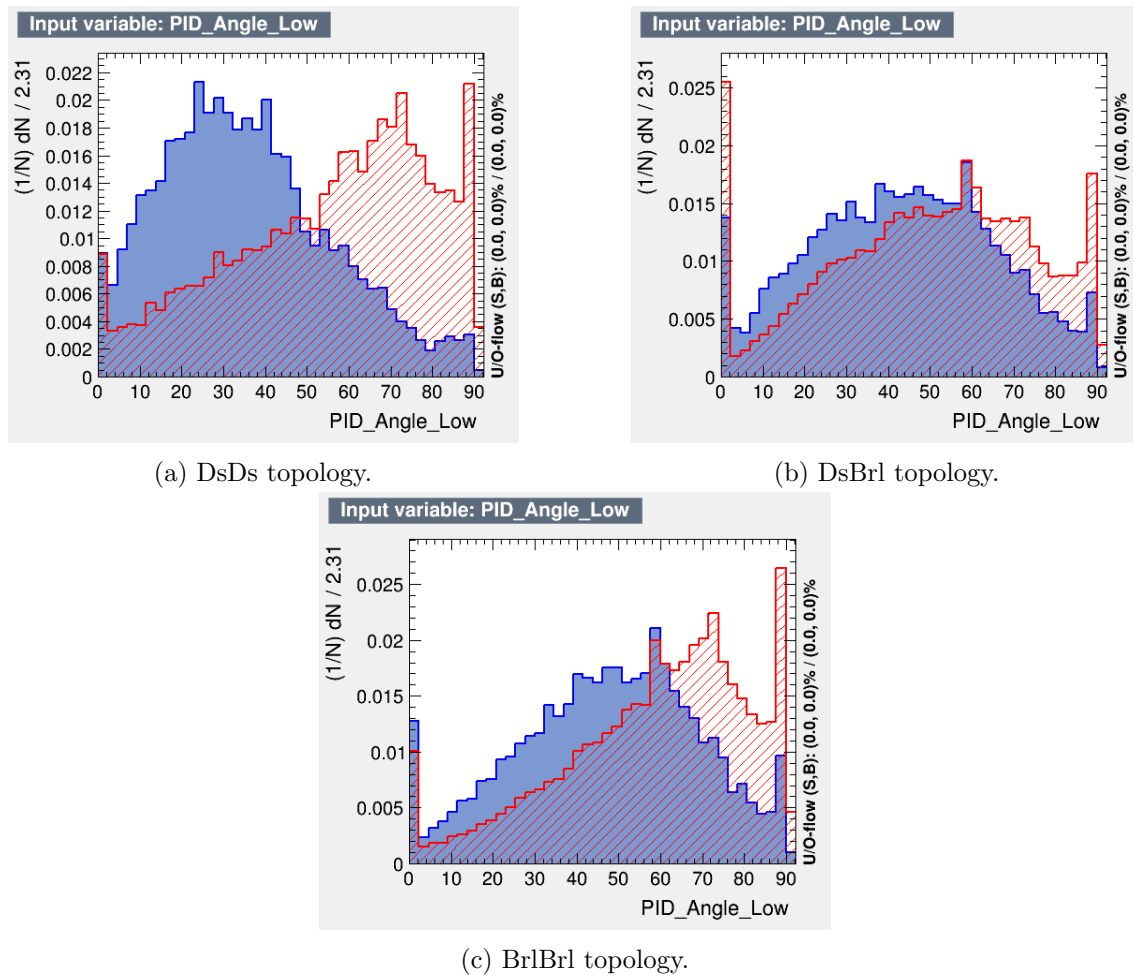 Input variable: PID_Angle_Low
(1/N) dN / 2.31
0.022
0.02
0.018
0.016
0.014
0.012
0.01
0.008
0.006
0.004
0.002
0
0 10 20 30 40 50 60 70 80 90
PID_Angle_Low
U/O-flow (S,B): (0.0, 0.0)% / (0.0, 0.0)%
(a) DsDs topology.
Input variable: PID_Angle_Low
(1/N) dN / 2.31
0.025
0.02
0.015
0.01
0.005
0
0 10 20 30 40 50 60 70 80 90
PID_Angle_Low
U/O-flow (S,B): (0.0, 0.0)% / (0.0, 0.0)%
(b) DsBrl topology.
Input variable: PID_Angle_Low
(1/N) dN / 2.31
0.025
0.02
0.015
0.01
0.005
0
0 10 20 30 40 50 60 70 80 90
PID_Angle_Low
U/O-flow (S,B): (0.0, 0.0)% / (0.0, 0.0)%
(c) BrlBrl topology.